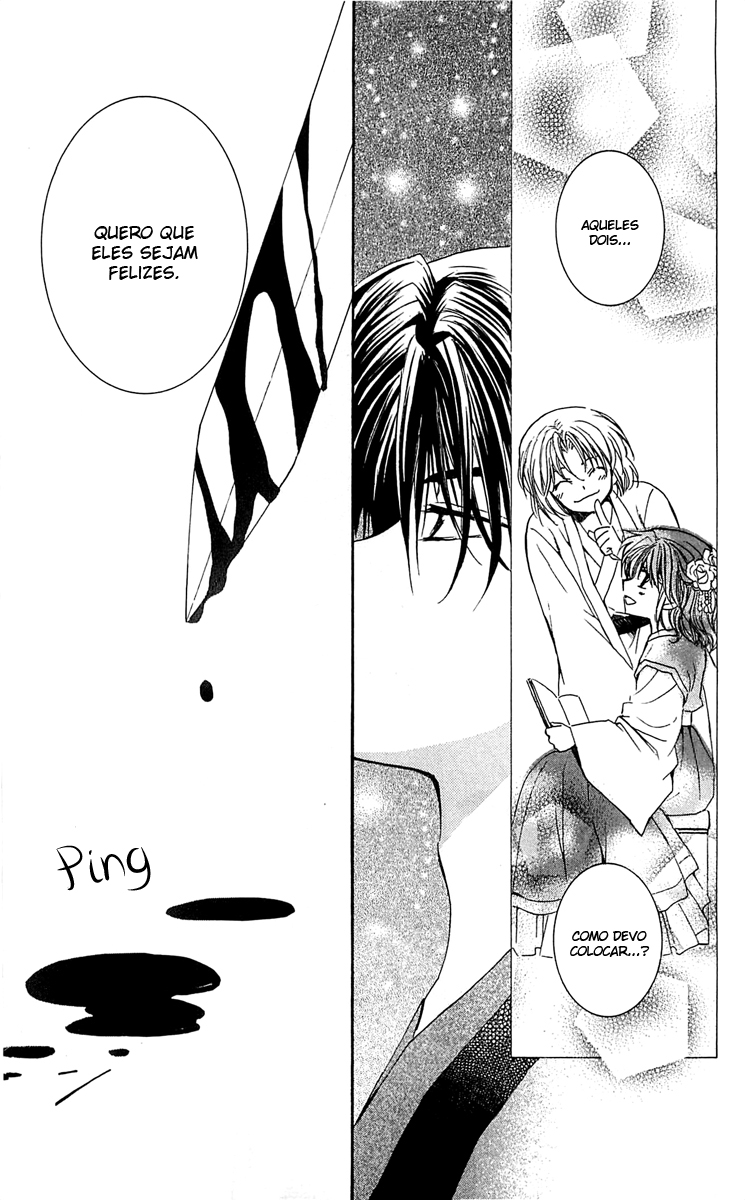 AQUELES
DOIS...
COMO DEVO
COLOCAR...?
QUERO QUE
ELES SEJAM
FELIZES.
Ping